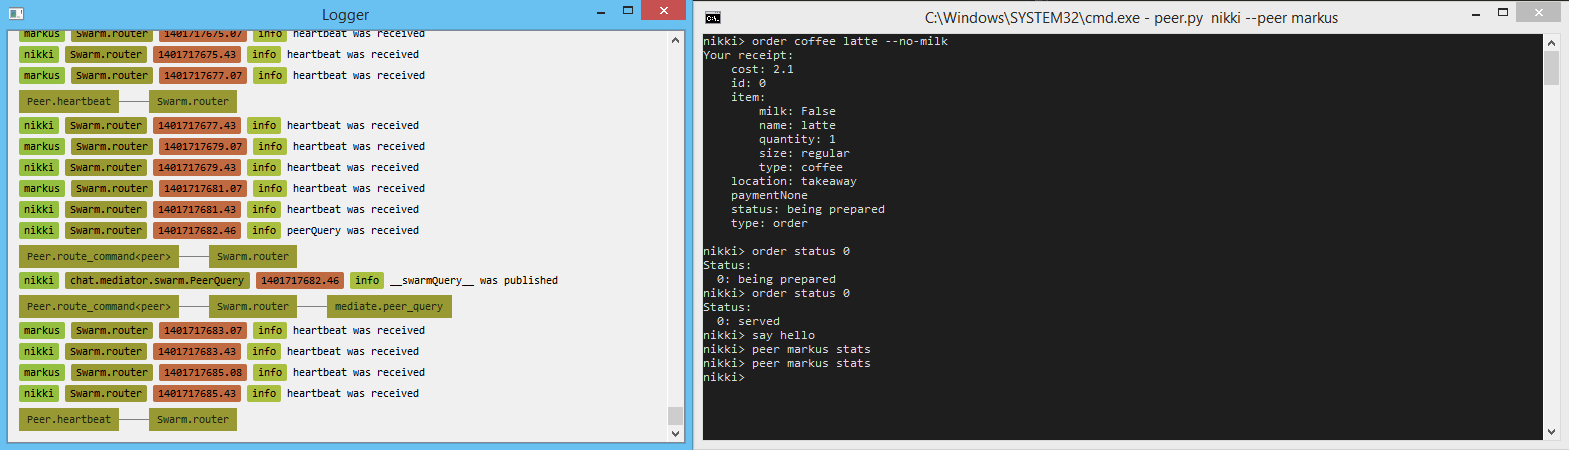 Logger
markus Swarm.router 1401717675.07 info heartbeat was received
nikki Swarm.router 1401717675.43 info heartbeat was received
markus Swarm.router 1401717677.07 info heartbeat was received
Peer.heartbeat Swarm.router
nikki Swarm.router 1401717677.43 info heartbeat was received
markus Swarm.router 1401717679.07 info heartbeat was received
nikki Swarm.router 1401717679.43 info heartbeat was received
markus Swarm.router 1401717681.07 info heartbeat was received
nikki Swarm.router 1401717681.43 info heartbeat was received
nikki Swarm.router 1401717682.46 info peerQuery was received
Peer.route_command<peer> Swarm.router
nikki chat.mediator.swarm.PeerQuery 1401717682.46 info __swarmQuery__ was published
Peer.route_command<peer> Swarm.router mediate.peer_query
markus Swarm.router 1401717683.07 info heartbeat was received
nikki Swarm.router 1401717683.43 info heartbeat was received
markus Swarm.router 1401717685.08 info heartbeat was received
nikki Swarm.router 1401717685.43 info heartbeat was received
Peer.heartbeat Swarm.router
C:\Windows\SYSTEM32\cmd.exe - peer.py  nikki --peer markus
nikki> order coffee latte --no-milk
Your receipt:
    cost: 2.1
    id: 0
    item:
        milk: False
        name: latte
        quantity: 1
        size: regular
        type: coffee
    location: takeaway
    paymentNone
    status: being prepared
    type: order
nikki> order status 0
Status:
  0: being prepared
nikki> order status 0
Status:
  0: served
nikki> say hello
nikki> peer markus stats
nikki> peer markus stats
nikki>